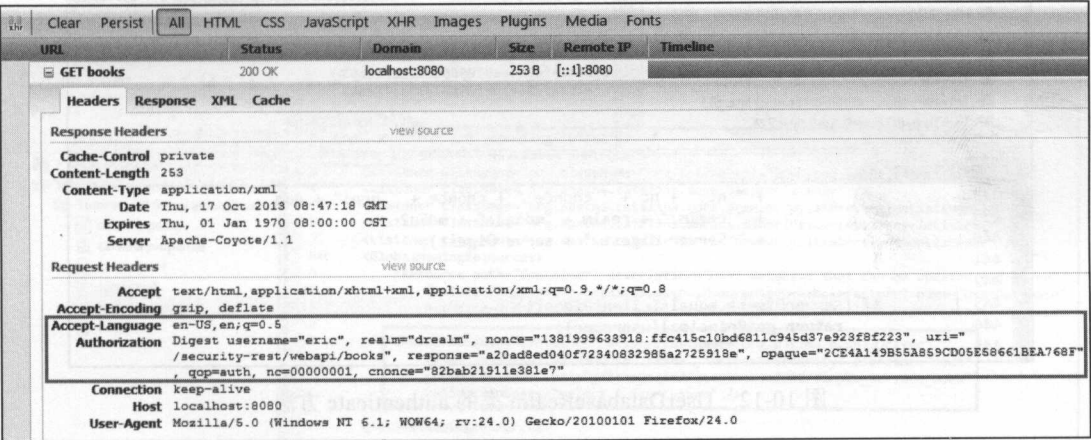 Clear Persist All HTML CSS JavaScript XHR Images Plugins Media Fonts
URL Status Domain Size Remote IP Timeline
GET books 200 OK localhost:8080 253 B [::1]:8080
Headers Response XML Cache
Response Headers view source
Cache-Control private
Content-Length 253
Content-Type application/xml
Date Thu, 17 Oct 2013 08:47:18 GMT
Expires Thu, 01 Jan 1970 08:00:00 CST
Server Apache-Coyote/1.1
Request Headers view source
Accept text/html,application/xhtml+xml,application/xml;q=0.9,*/*;q=0.8
Accept-Encoding gzip, deflate
Accept-Language en-US,en;q=0.5
Authorization Digest username="eric", realm="drealm", nonce="1381999633918:ffc415c10bd6811c945d37e923f8f223", uri="
/security-rest/webapi/books", response="a20ad8ed040f72340832985a2725918e", opaque="2CE4A149B55A859CD05E58661BEA768F"
, qop=auth, nc=00000001, cnonce="82bab21911e381e7"
Connection keep-alive
Host localhost:8080
User-Agent Mozilla/5.0 (Windows NT 6.1; WOW64; rv:24.0) Gecko/20100101 Firefox/24.0